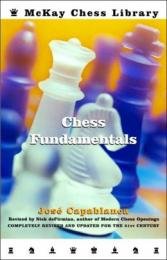 McKay Chess Library
Chess
Fundamentals
José Capablanca
Revised by Nick deFirmian, author of Modern Chess Openings
COMPLETELY REVISED AND UPDATED FOR THE 21ST CENTURY